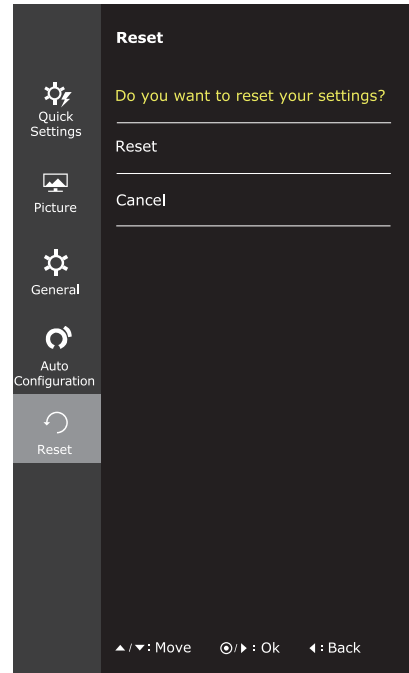 Reset
Do you want to reset your settings?
Reset
Cancel
Quick
Settings
Picture
General
Auto
Configuration
Reset
▲/▼: Move ◉/▶ : Ok ◀ : Back